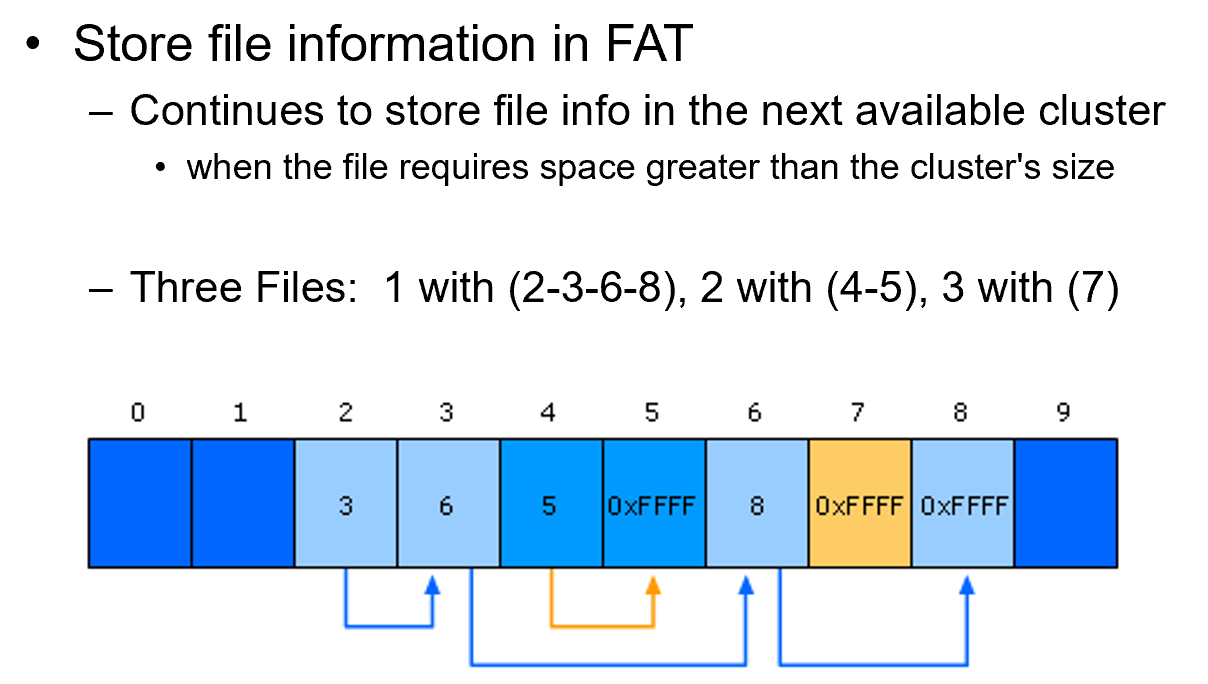 • Store file information in FAT
– Continues to store file info in the next available cluster
• when the file requires space greater than the cluster's size
– Three Files: 1 with (2-3-6-8), 2 with (4-5), 3 with (7)
0 1 2 3 4 5 6 7 8 9
3 6 5 0xFFFF 8 0xFFFF 0xFFFF